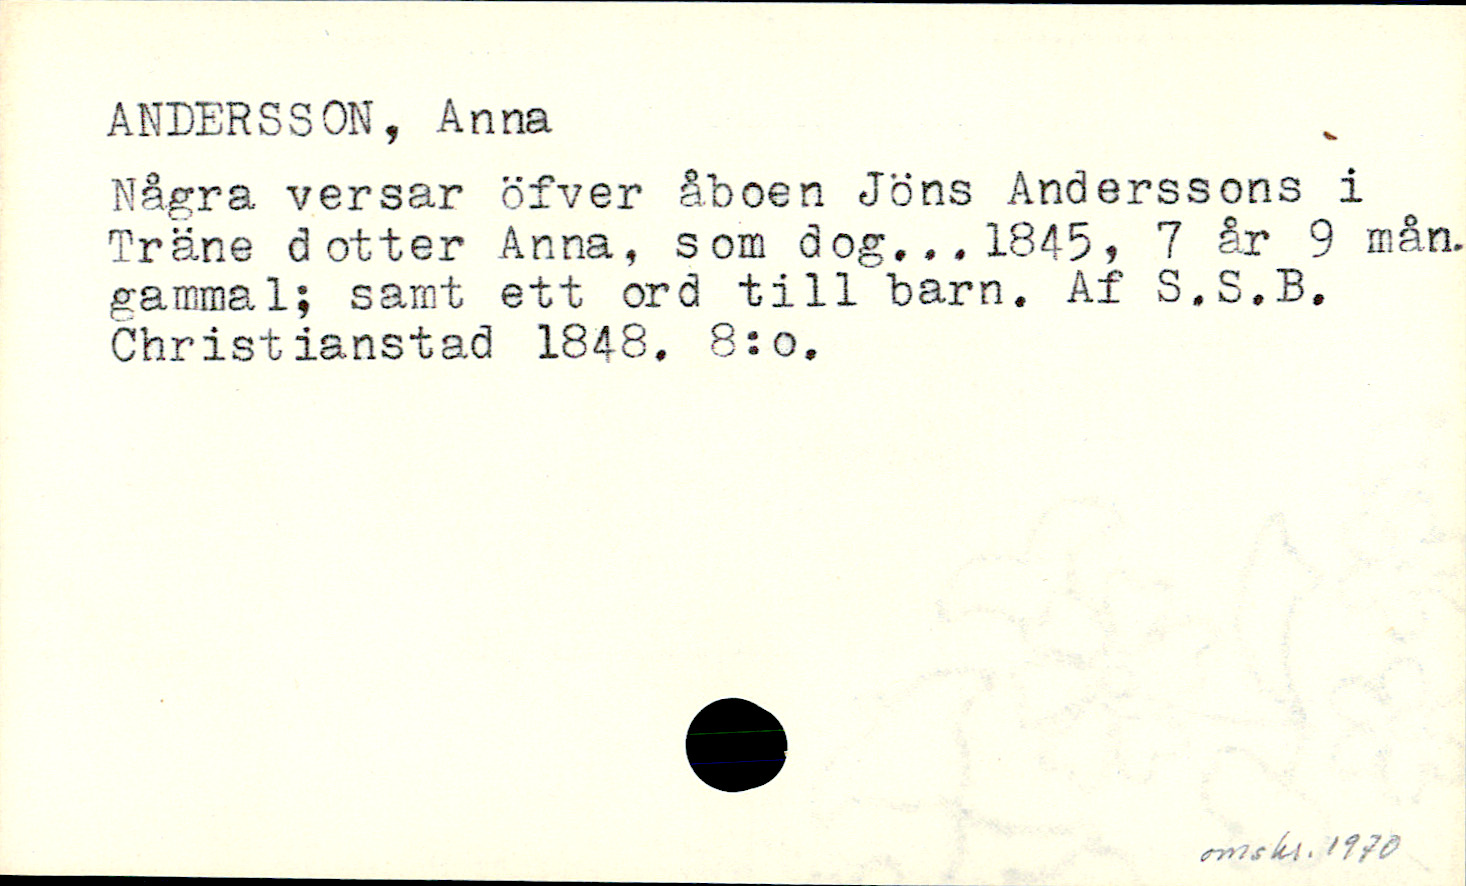 ANDERSSON, Anna
Några versar öfver åboen Jöns Anderssons i
Träne dotter Anna, som dog...1845, 7 år 9 mån.
gammal; samt ett ord till barn. Af S.S.B.
Christianstad 1848. 8:o.
omskr. 1970